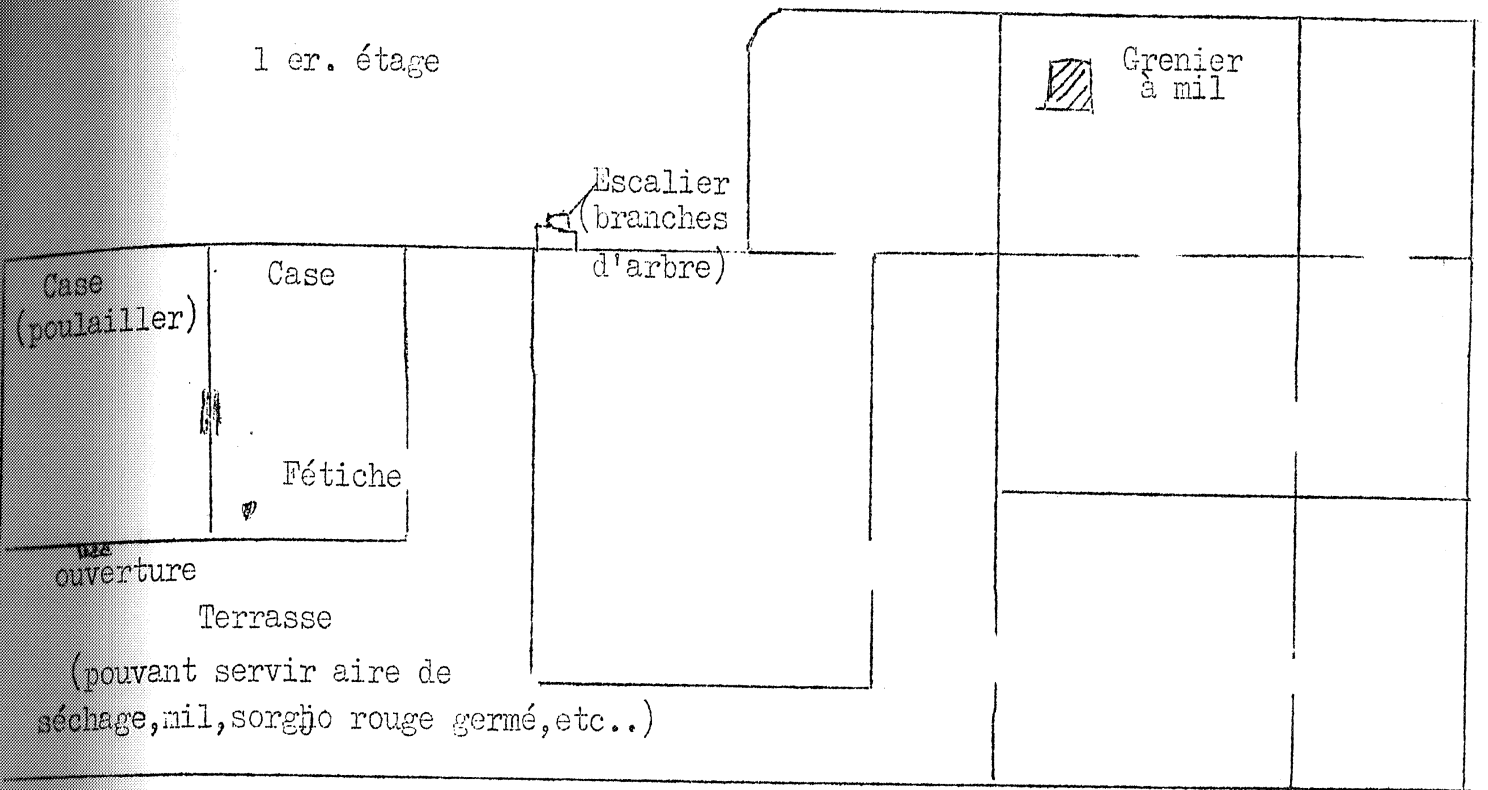 1 er. étage
Grenier
à mil
Escalier
(branches
d'arbre)
Case
(poulailler)
Case
Fétiche
ouverture
Terrasse
(pouvant servir aire de
séchage,mil,sorgho rouge germé,etc..)